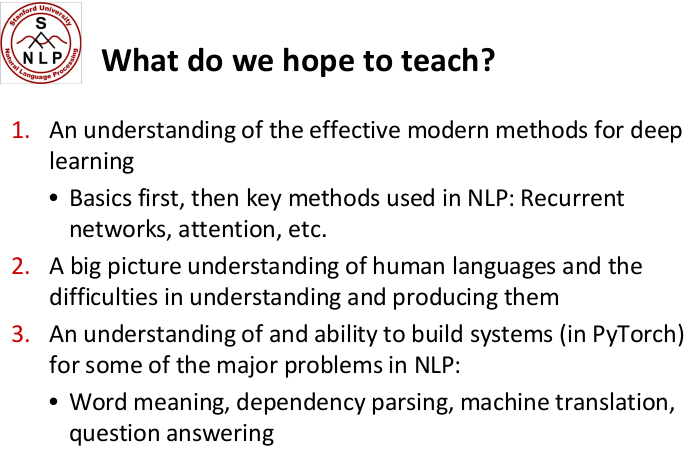 Stanford University
S
NLP
Natural Language Processing
What do we hope to teach?
1. An understanding of the effective modern methods for deep
learning
• Basics first, then key methods used in NLP: Recurrent
networks, attention, etc.
2. A big picture understanding of human languages and the
difficulties in understanding and producing them
3. An understanding of and ability to build systems (in PyTorch)
for some of the major problems in NLP:
• Word meaning, dependency parsing, machine translation,
question answering